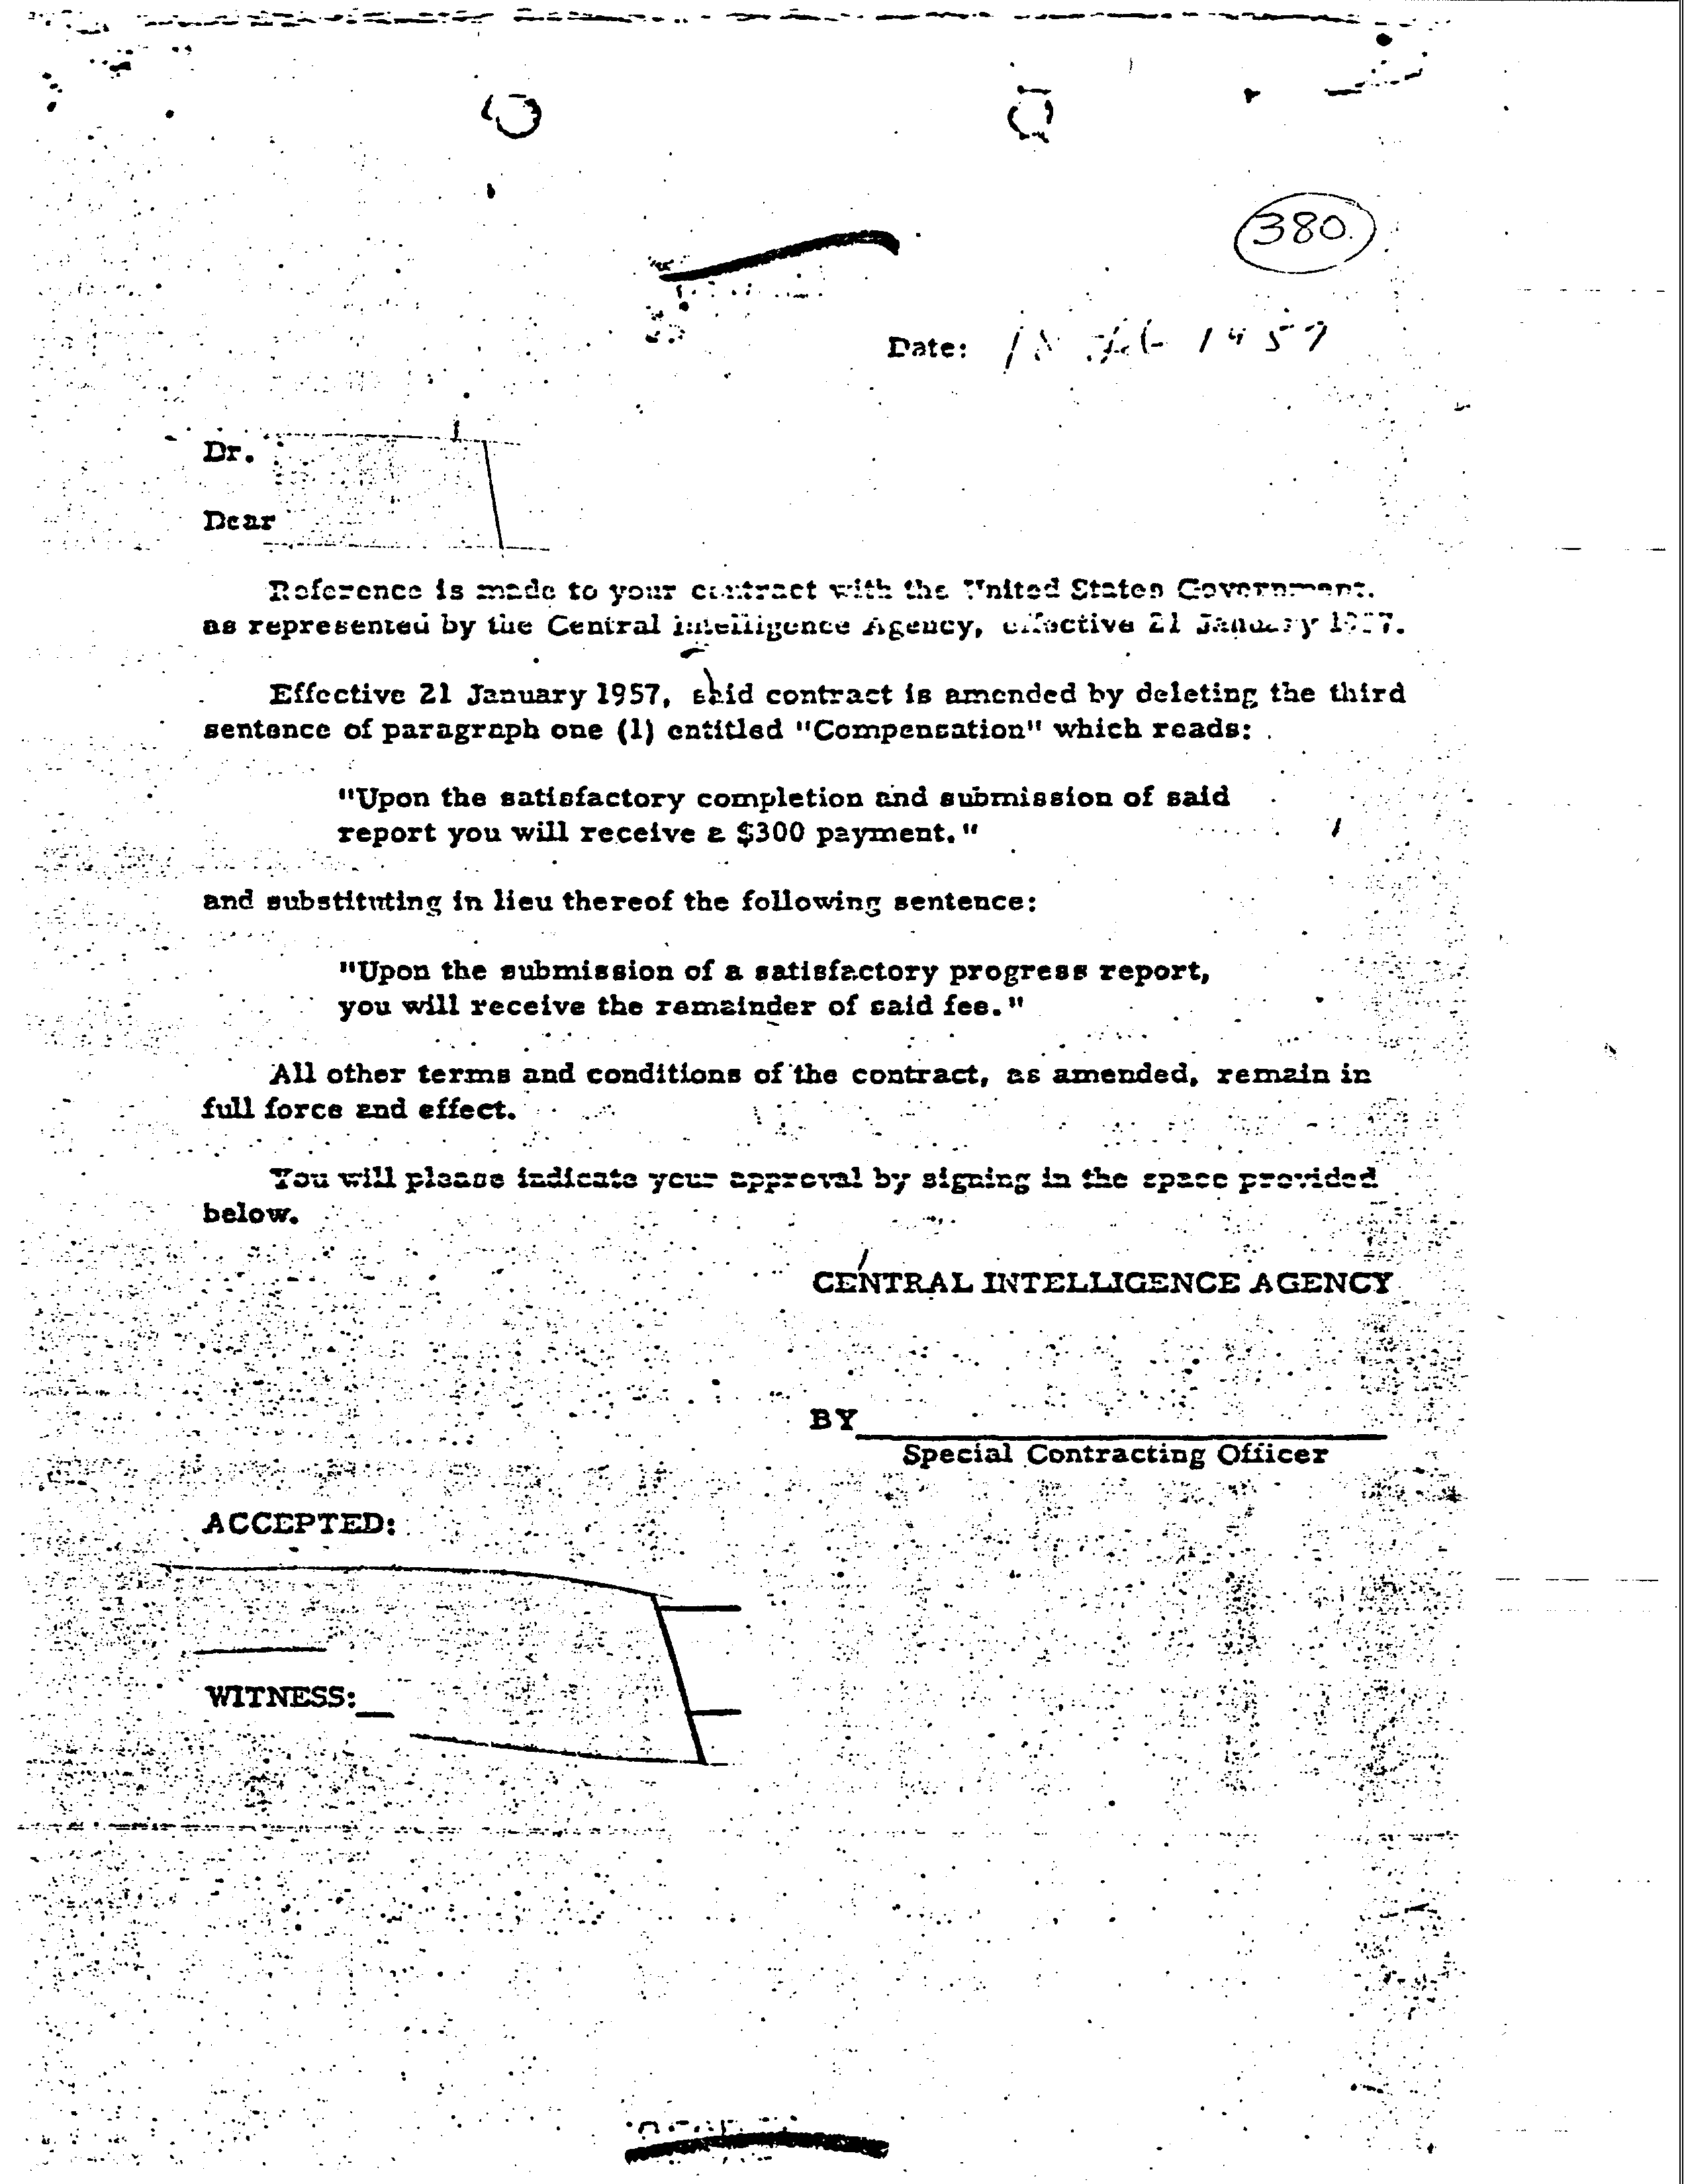 380
Date: 18 Feb 1957
Dr.
Dear
Reference is made to your contract with the United States Government,
as represented by the Central Intelligence Agency, effective 21 January 1957.
Effective 21 January 1957, said contract is amended by deleting the third
sentence of paragraph one (1) entitled "Compensation" which reads:
"Upon the satisfactory completion and submission of said
report you will receive a $300 payment."
and substituting in lieu thereof the following sentence:
"Upon the submission of a satisfactory progress report,
you will receive the remainder of said fee."
All other terms and conditions of the contract, as amended, remain in
full force and effect.
You will please indicate your approval by signing in the space provided
below.
CENTRAL INTELLIGENCE AGENCY
BY
Special Contracting Officer
ACCEPTED:
WITNESS: